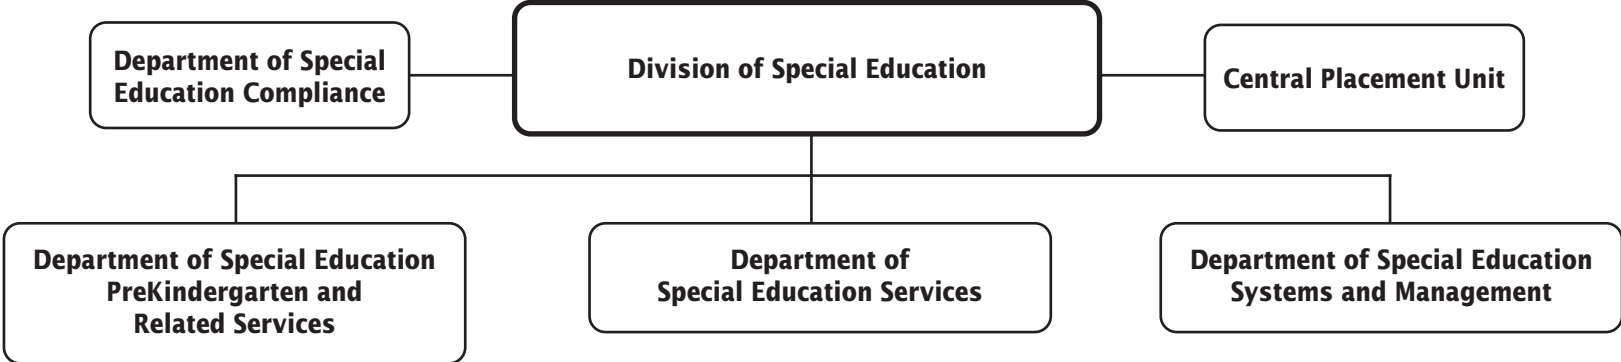 Department of Special
Education Compliance
Division of Special Education
Central Placement Unit
Department of Special Education
PreKindergarten and
Related Services
Department of
Special Education Services
Department of Special Education
Systems and Management